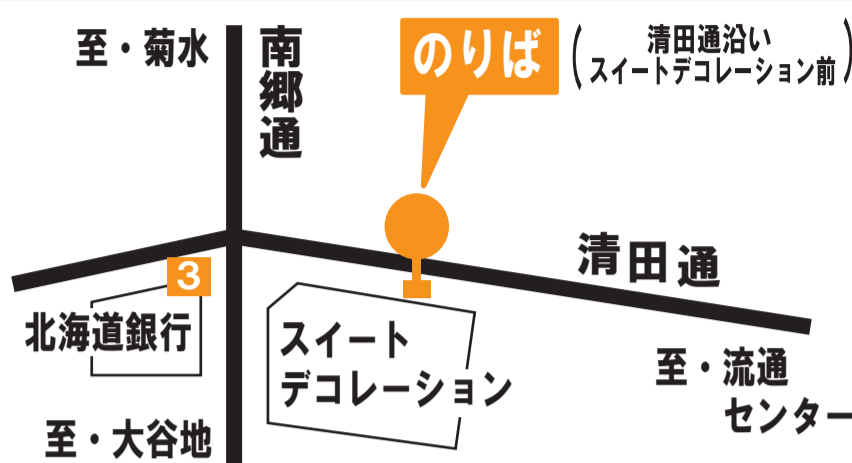 至・菊水
南郷通
のりば
清田通沿い
スイートデコレーション前
清田通
3
北海道銀行
スイート
デコレーション
至・流通
センター
至・大谷地